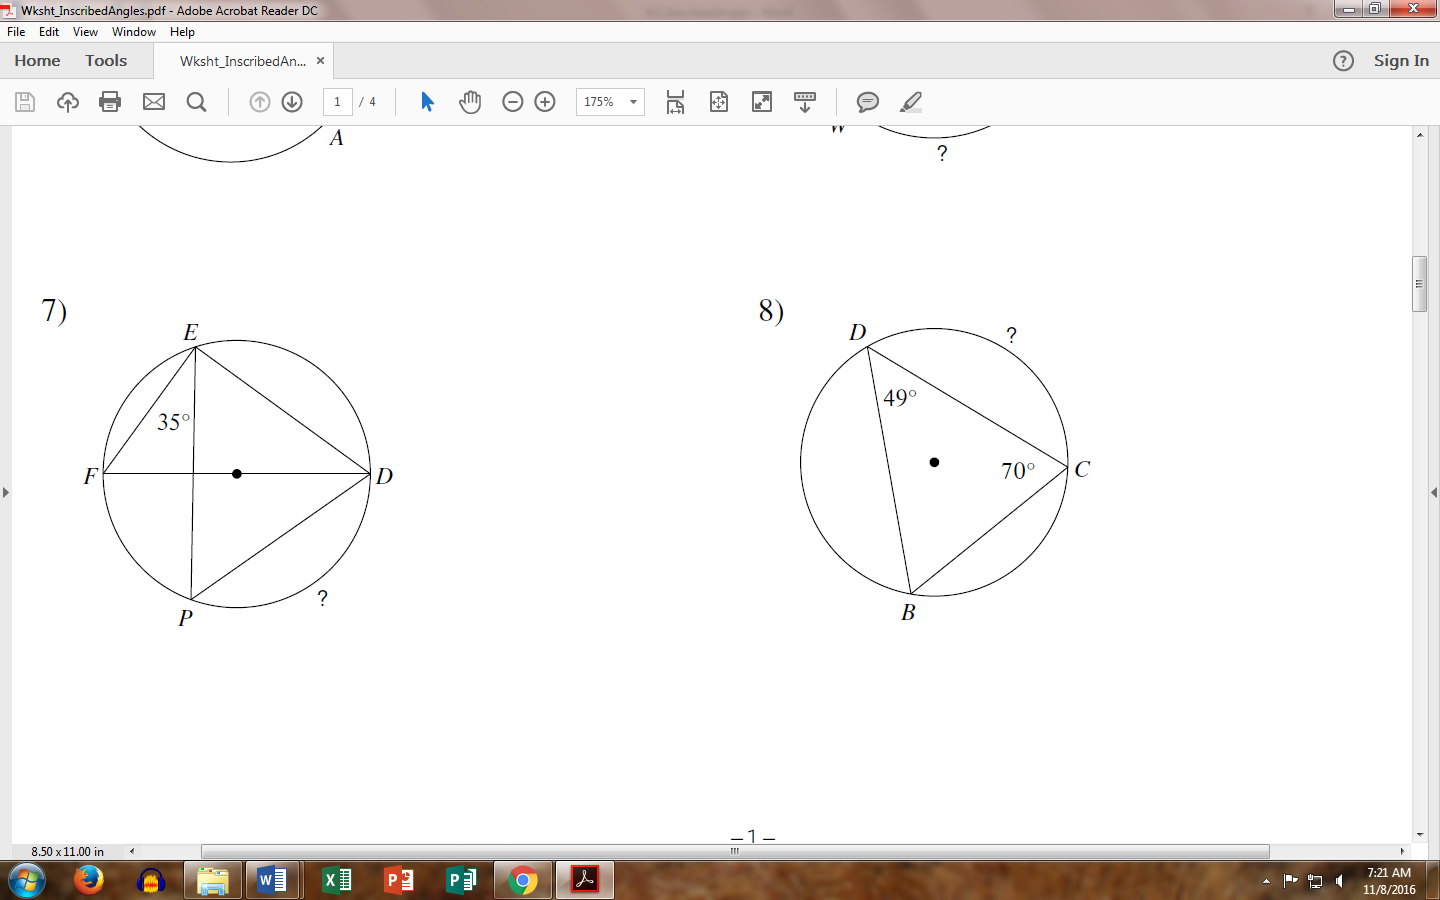 Wksht_InscribedAngles.pdf - Adobe Acrobat Reader DC
File Edit View Window Help
Home Tools Wksht_InscribedAn... × ? Sign In
1 / 4 175%
A
W
?
7)
E
35°
F
D
P
?
8)
D
?
49°
70°
C
B
–1–
8.50 x 11.00 in
7:21 AM
11/8/2016